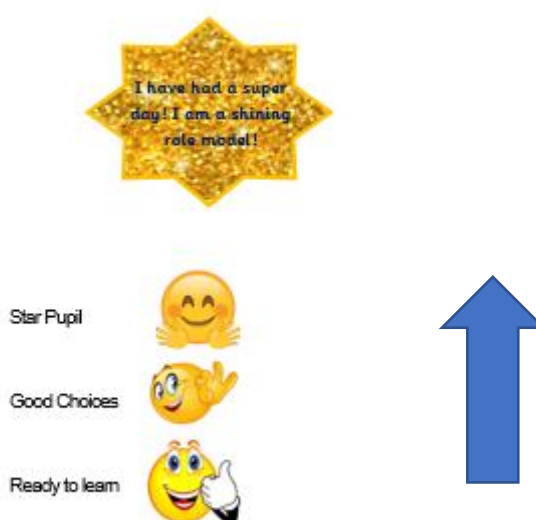 I have had a super
day! I am a shining
role model!
Star Pupil
Good Choices
Ready to learn